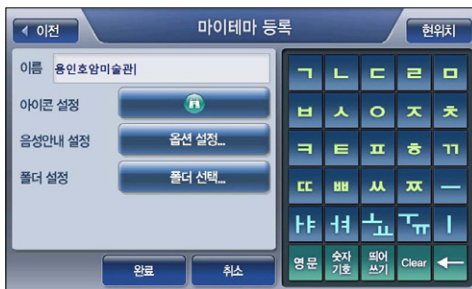 이전
마이테마 등록
현위치
이름 용인호암미술관
아이콘 설정
음성안내 설정 옵션 설정...
폴더 설정 폴더 선택...
완료 취소
ㄱ ㄴ ㄷ ㄹ ㅁ
ㅂ ㅅ ㅇ ㅈ ㅊ
ㅋ ㅌ ㅍ ㅎ ㄲ
ㄸ ㅃ ㅆ ㅉ ㅡ
ㅏㅑ ㅓㅕ ㅗㅛ ㅜㅠ ㅣ
영문 숫자 기호 띄어 쓰기 Clear ←